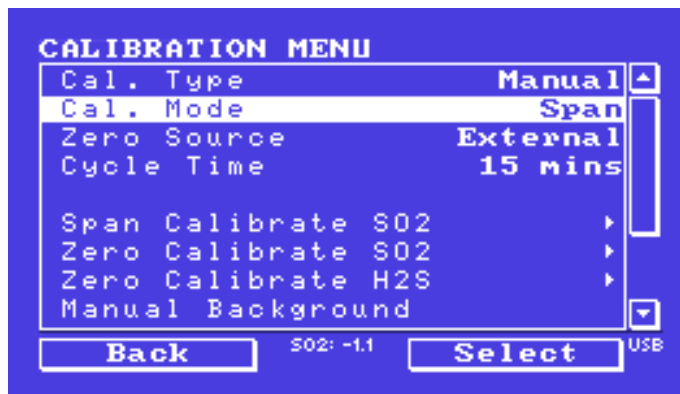 CALIBRATION MENU
Cal. Type Manual
Cal. Mode Span
Zero Source External
Cycle Time 15 mins
Span Calibrate SO2
Zero Calibrate SO2
Zero Calibrate H2S
Manual Background
Back SO2: -1.1 Select USB